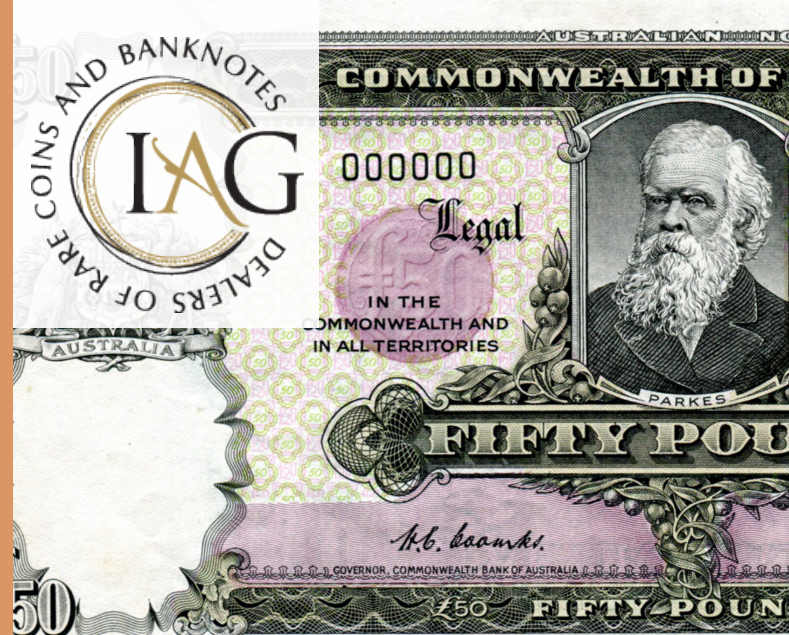 COINS AND BANKNOTES
IAG
DEALERS OF RARE
AUSTRALIAN NO
COMMONWEALTH OF
000000
Legal
IN THE
COMMONWEALTH AND
IN ALL TERRITORIES
AUSTRALIA
PARKES
FIFTY POU
H.C. Coombs.
GOVERNOR, COMMONWEALTH BANK OF AUSTRALIA
50
£50
FIFTY POUN